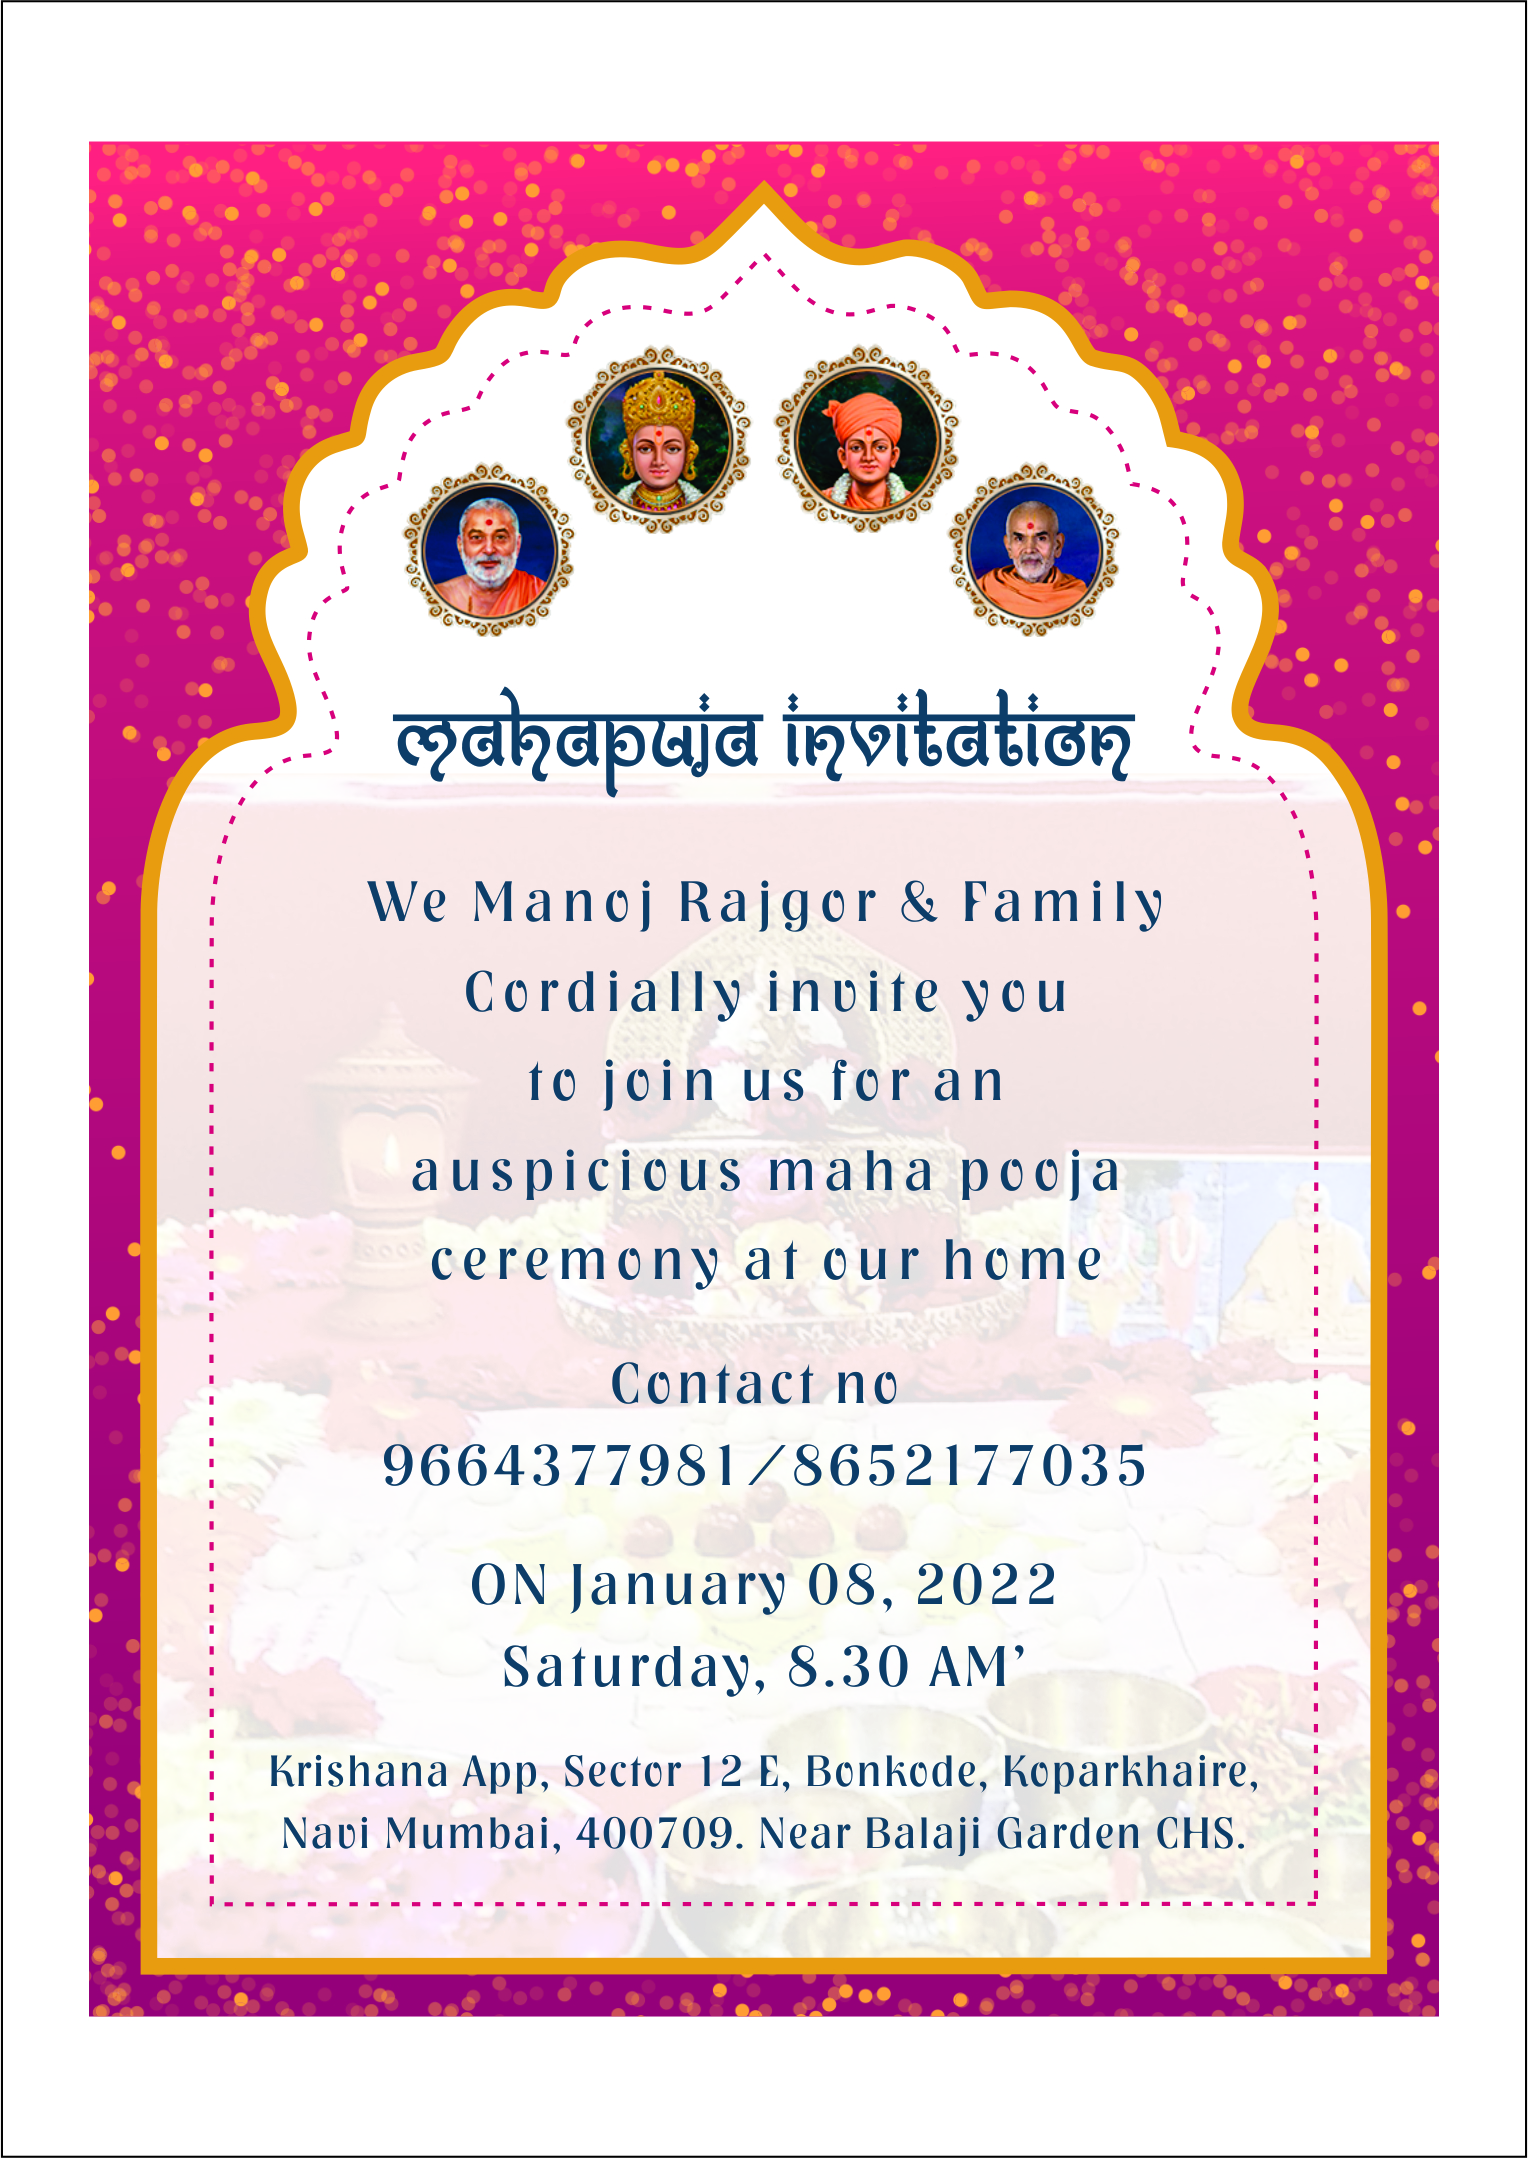 mahapuja invitation
We Manoj Rajgor & Family
Cordially invite you
to join us for an
auspicious maha pooja
ceremony at our home
Contact no
9664377981/8652177035
ON January 08, 2022
Saturday, 8.30 AM’
Krishana App, Sector 12 E, Bonkode, Koparkhaire,
Navi Mumbai, 400709. Near Balaji Garden CHS.